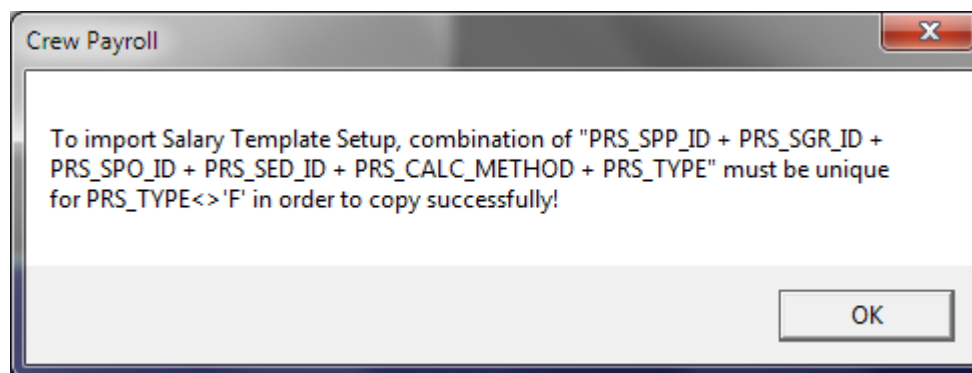 Crew Payroll
To import Salary Template Setup, combination of "PRS_SPP_ID + PRS_SGR_ID +
PRS_SPO_ID + PRS_SED_ID + PRS_CALC_METHOD + PRS_TYPE" must be unique
for PRS_TYPE<>'F' in order to copy successfully!
OK